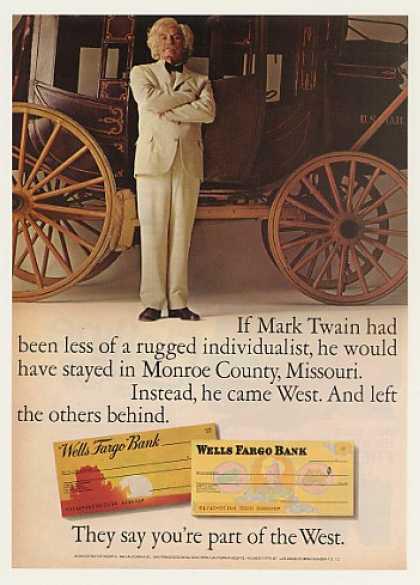 U.S. MAIL
If Mark Twain had
been less of a rugged individualist, he would
have stayed in Monroe County, Missouri.
Instead, he came West. And left
the others behind.
Wells Fargo Bank
WELLS FARGO BANK
They say you're part of the West.